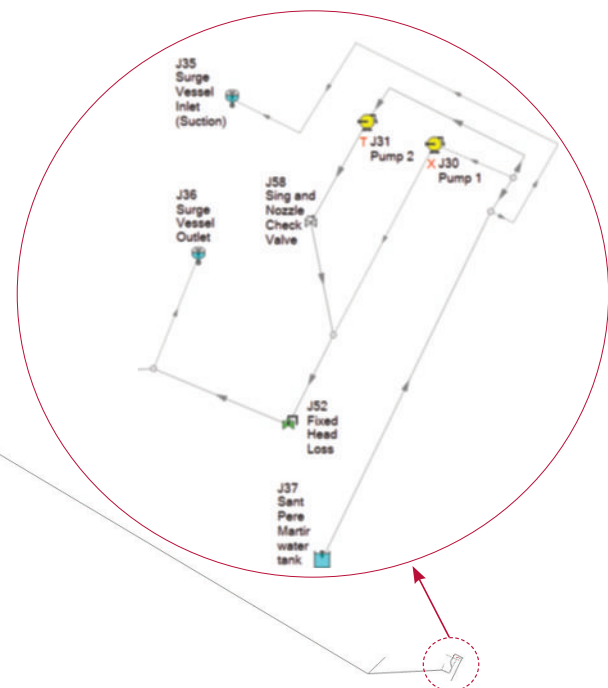 J35
Surge
Vessel
Inlet
(Suction)
T J31
Pump 2
X J30
Pump 1
J58
Sing and
Nozzle
Check
Valve
J36
Surge
Vessel
Outlet
J52
Fixed
Head
Loss
J37
Sant
Pere
Martir
water
tank